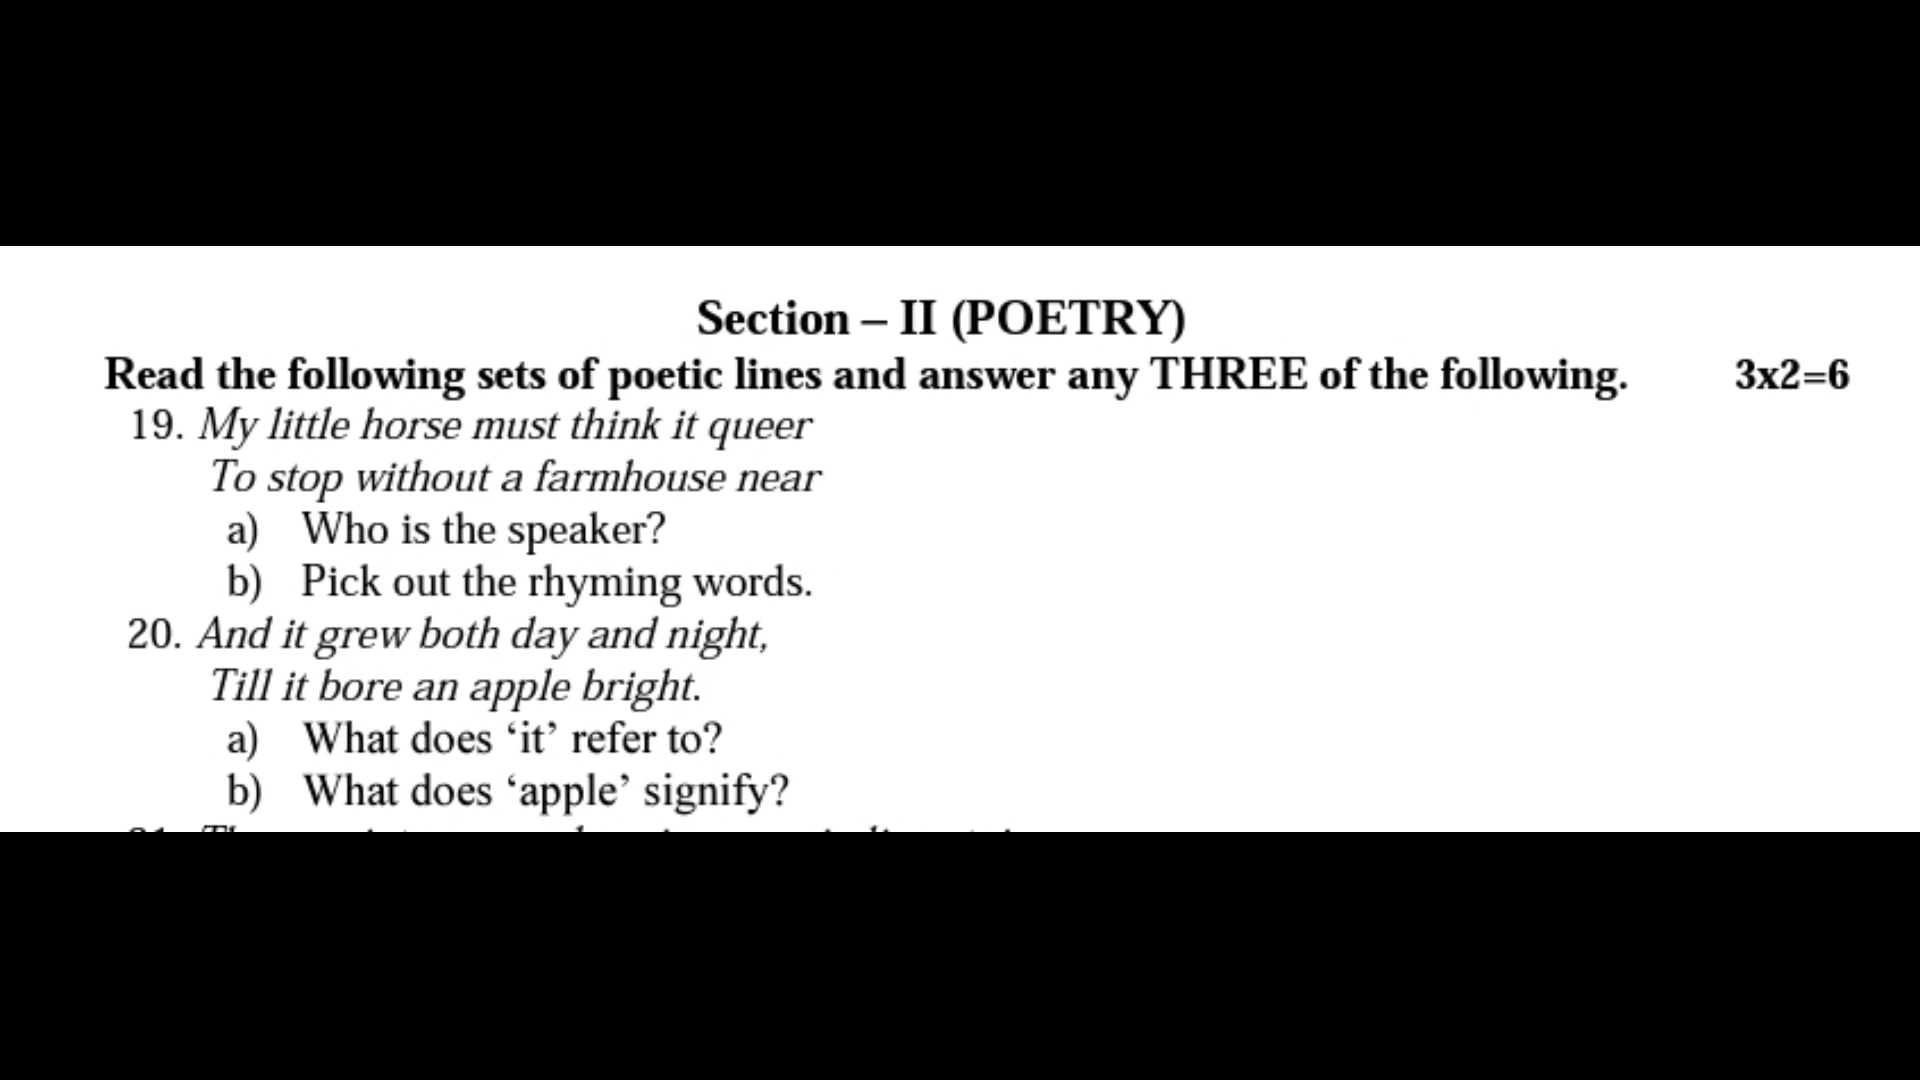 Section – II (POETRY)
Read the following sets of poetic lines and answer any THREE of the following. 3x2=6
19. My little horse must think it queer
To stop without a farmhouse near
a) Who is the speaker?
b) Pick out the rhyming words.
20. And it grew both day and night,
Till it bore an apple bright.
a) What does ‘it’ refer to?
b) What does ‘apple’ signify?